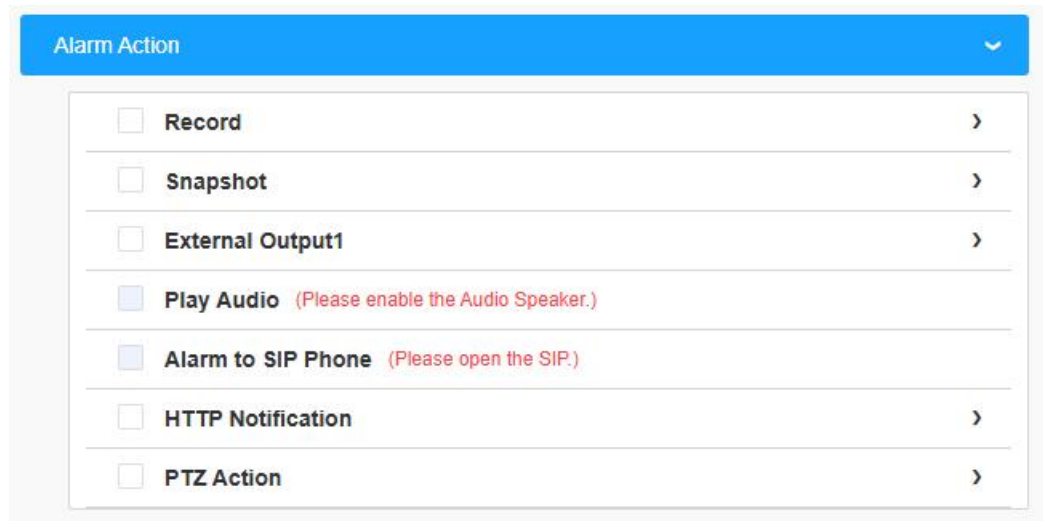 Alarm Action
Record
Snapshot
External Output1
Play Audio (Please enable the Audio Speaker.)
Alarm to SIP Phone (Please open the SIP.)
HTTP Notification
PTZ Action